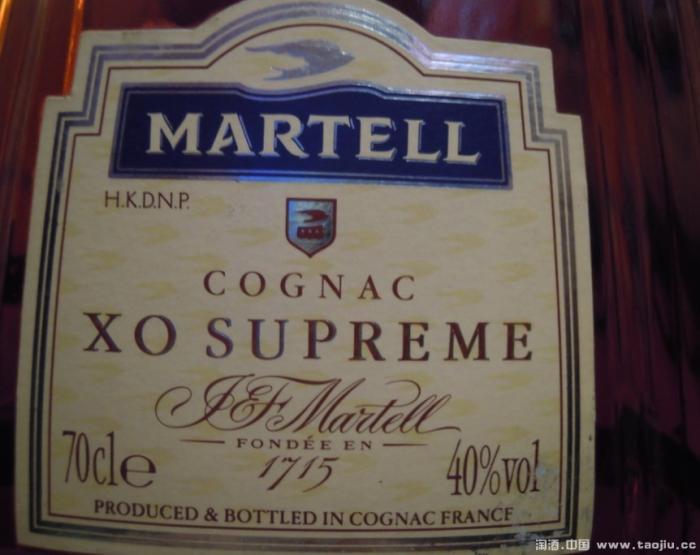 MARTELL
H.K.D.N.P.
COGNAC
XO SUPREME
J&F Martell
FONDÉE EN
1715
70cl e
40%vol
PRODUCED & BOTTLED IN COGNAC FRANCE
淘酒.中国 www.taojiu.cc